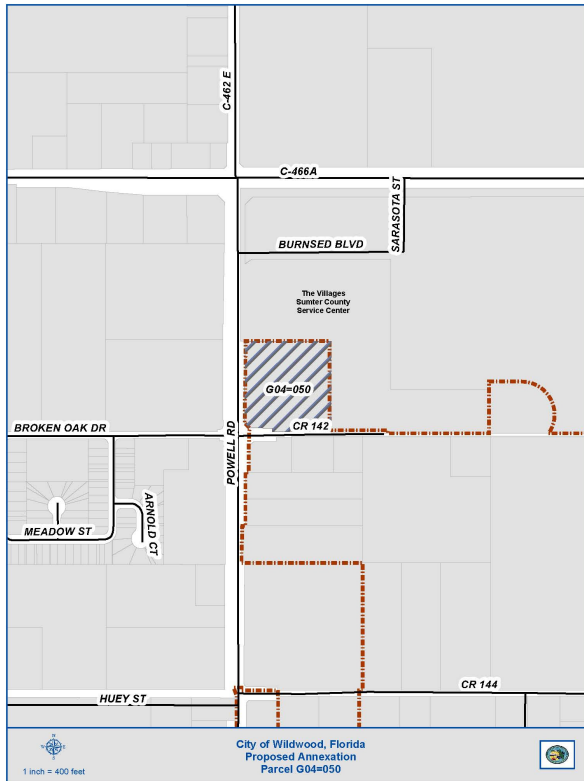 C-462 E
C-466A
SARASOTA ST
BURNSED BLVD
The Villages
Sumter County
Service Center
G04=050
BROKEN OAK DR
CR 142
POWELL RD
ARNOLD CT
MEADOW ST
CR 144
HUEY ST
N
W
E
S
1 inch = 400 feet
City of Wildwood, Florida
Proposed Annexation
Parcel G04=050